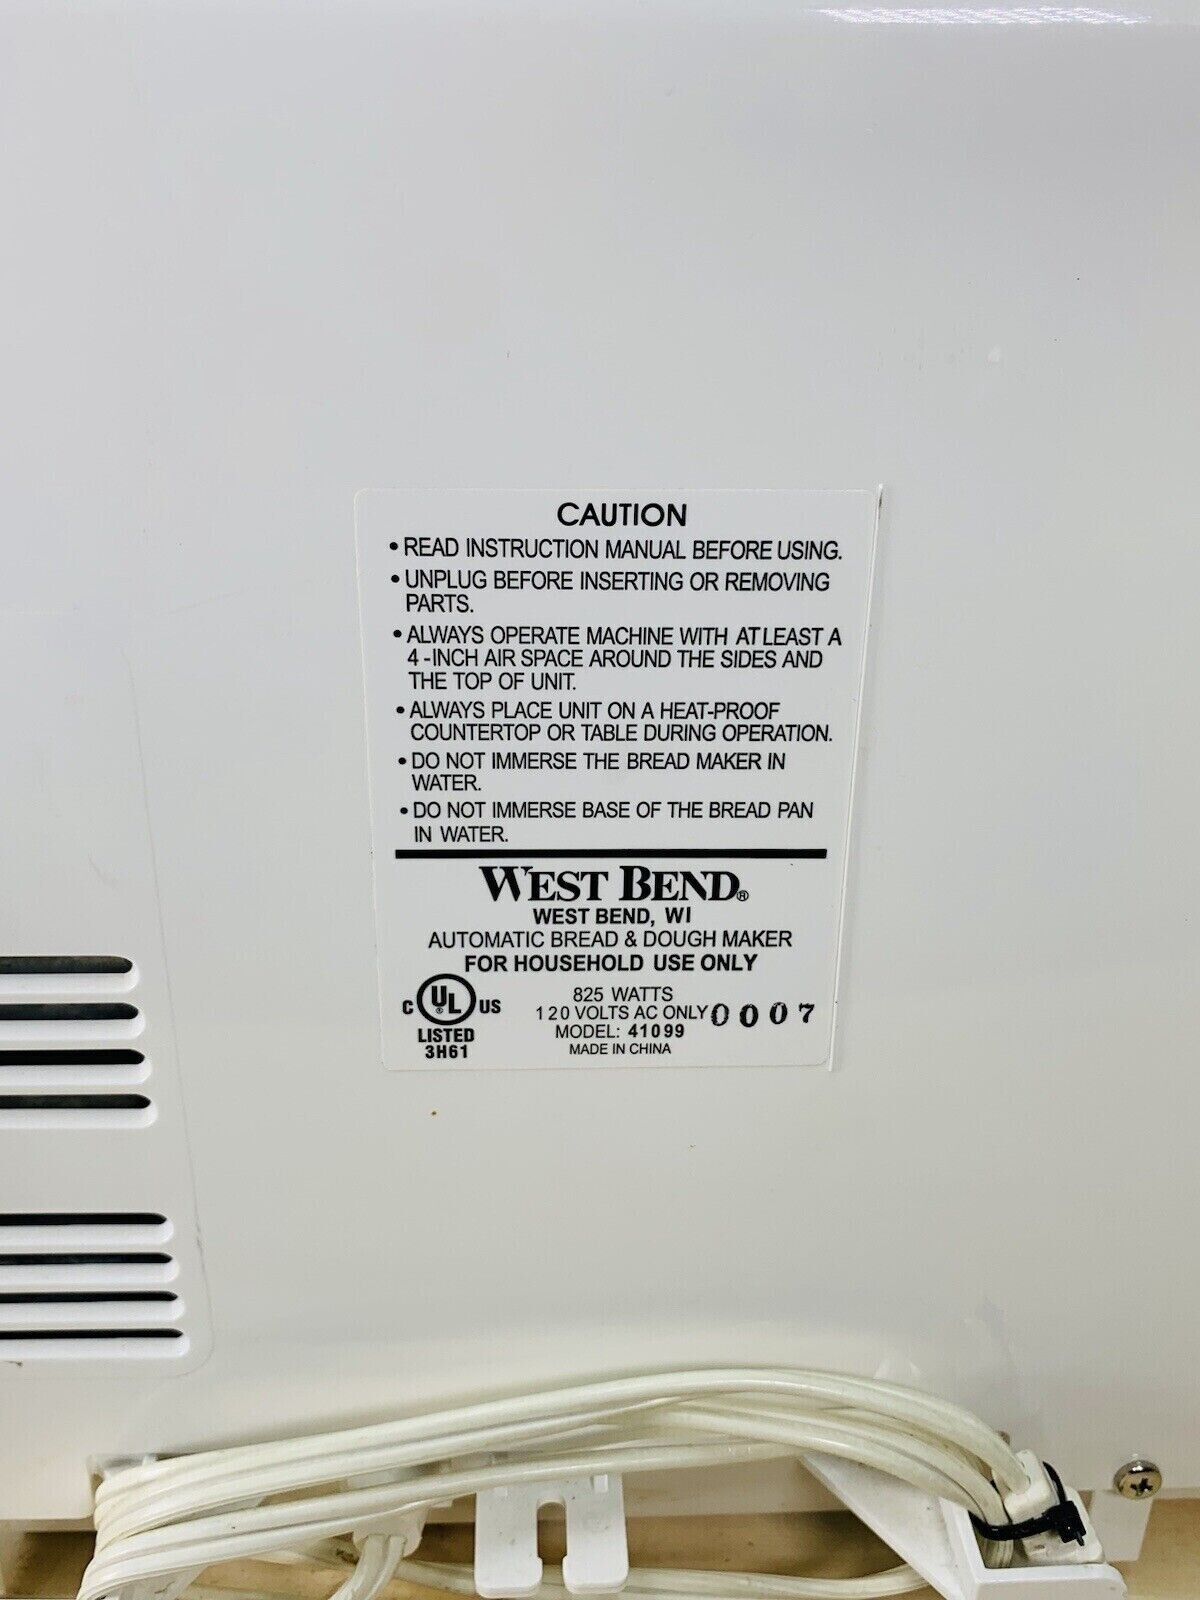 CAUTION
• READ INSTRUCTION MANUAL BEFORE USING.
• UNPLUG BEFORE INSERTING OR REMOVING
PARTS.
• ALWAYS OPERATE MACHINE WITH AT LEAST A
4-INCH AIR SPACE AROUND THE SIDES AND
THE TOP OF UNIT.
• ALWAYS PLACE UNIT ON A HEAT-PROOF
COUNTERTOP OR TABLE DURING OPERATION.
• DO NOT IMMERSE THE BREAD MAKER IN
WATER.
• DO NOT IMMERSE BASE OF THE BREAD PAN
IN WATER.
WEST BEND®
WEST BEND, WI
AUTOMATIC BREAD & DOUGH MAKER
FOR HOUSEHOLD USE ONLY
C UL® US
LISTED
3H61
825 WATTS
120 VOLTS AC ONLY 0007
MODEL: 41099
MADE IN CHINA